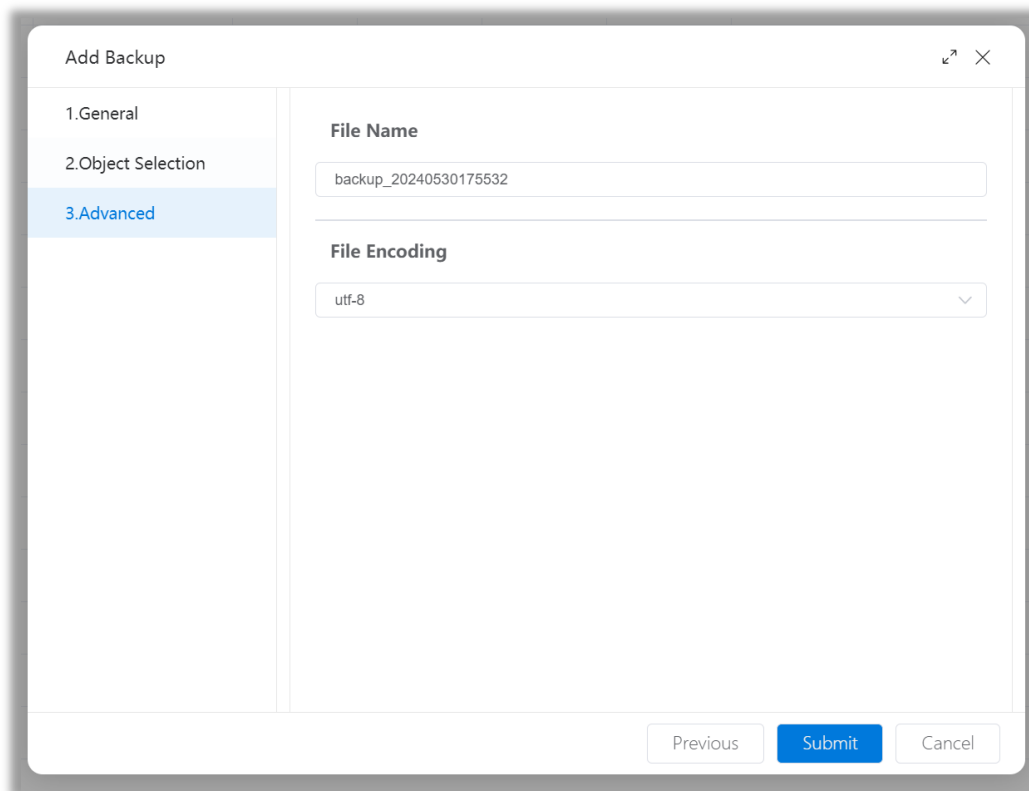 Add Backup
1.General
2.Object Selection
3.Advanced
File Name
backup_20240530175532
File Encoding
utf-8
Previous
Submit
Cancel